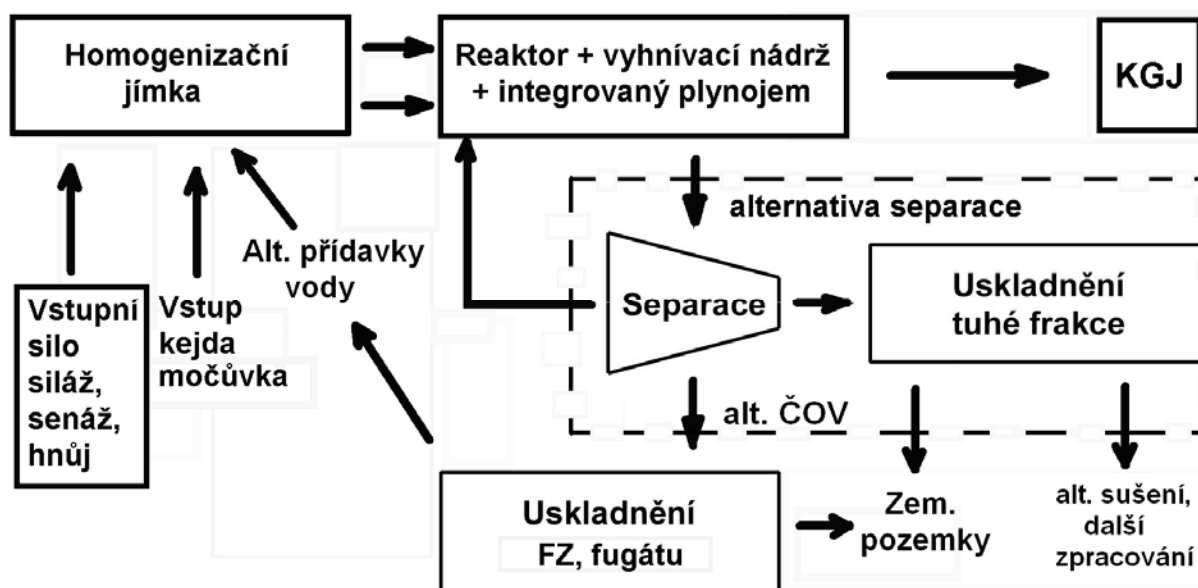 Homogenizační
jímka
Reaktor + vyhnívací nádrž
+ integrovaný plynojem
KGJ
alternativa separace
Alt. přídavky
vody
Separace
Uskladnění
tuhé frakce
Vstupní
silo
siláž,
senáž,
hnůj
Vstup
kejda
močůvka
alt. ČOV
Uskladnění
FZ, fugátu
Zem.
pozemky
alt. sušení,
další
zpracování